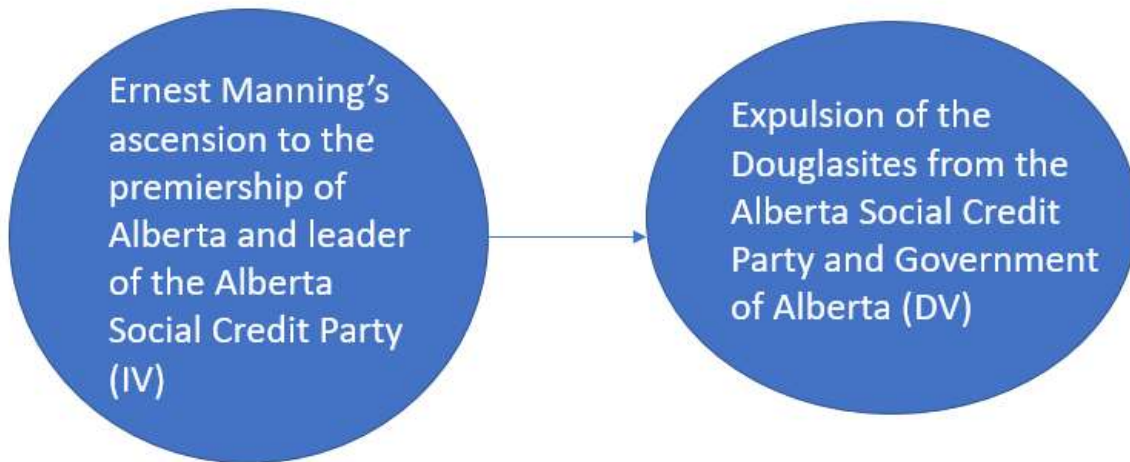 Ernest Manning’s
ascension to the
premiership of
Alberta and leader
of the Alberta
Social Credit Party
(IV)
Expulsion of the
Douglasites from the
Alberta Social Credit
Party and Government
of Alberta (DV)